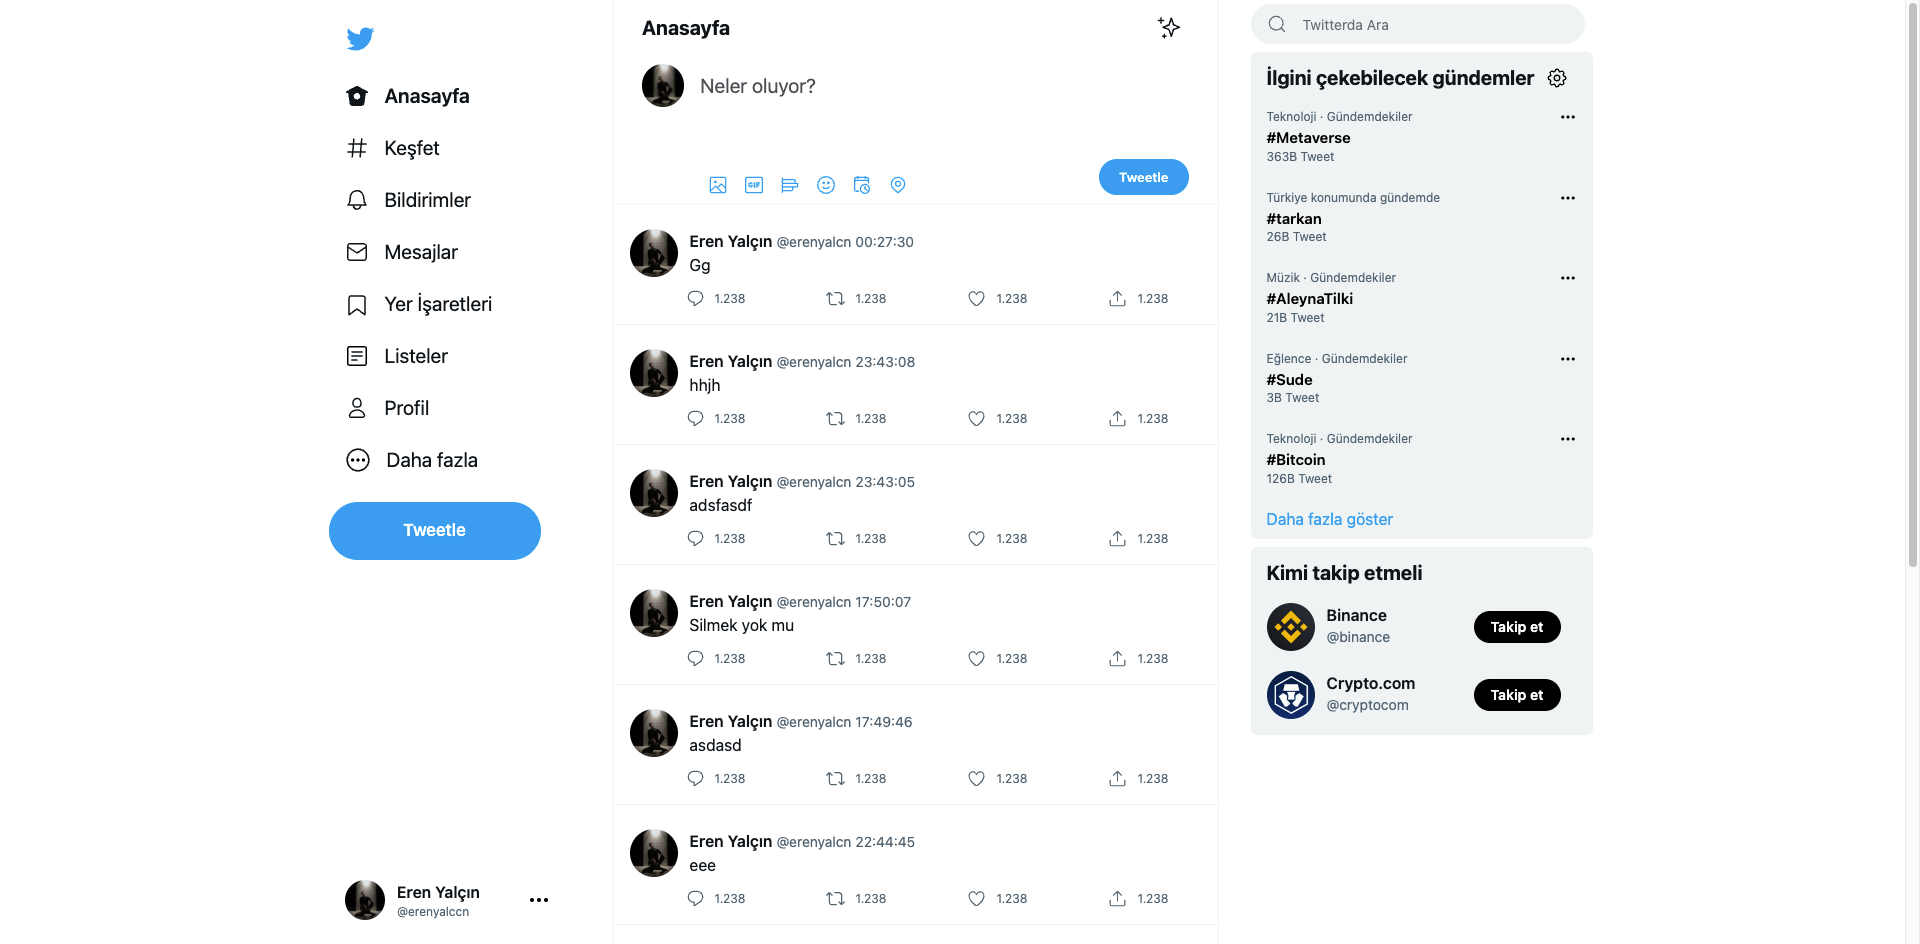 Anasayfa
Keşfet
Bildirimler
Mesajlar
Yer İşaretleri
Listeler
Profil
Daha fazla
Tweetle
Eren Yalçın
@erenyalccn
Anasayfa
Neler oluyor?
GIF
Tweetle
Eren Yalçın @erenyalcn 00:27:30
Gg
1.238 1.238 1.238 1.238
Eren Yalçın @erenyalcn 23:43:08
hhjh
1.238 1.238 1.238 1.238
Eren Yalçın @erenyalcn 23:43:05
adsfasdf
1.238 1.238 1.238 1.238
Eren Yalçın @erenyalcn 17:50:07
Silmek yok mu
1.238 1.238 1.238 1.238
Eren Yalçın @erenyalcn 17:49:46
asdasd
1.238 1.238 1.238 1.238
Eren Yalçın @erenyalcn 22:44:45
eee
1.238 1.238 1.238 1.238
Twitterda Ara
İlgini çekebilecek gündemler
Teknoloji · Gündemdekiler
#Metaverse
363B Tweet
Türkiye konumunda gündemde
#tarkan
26B Tweet
Müzik · Gündemdekiler
#AleynaTilki
21B Tweet
Eğlence · Gündemdekiler
#Sude
3B Tweet
Teknoloji · Gündemdekiler
#Bitcoin
126B Tweet
Daha fazla göster
Kimi takip etmeli
Binance
@binance
Takip et
Crypto.com
@cryptocom
Takip et